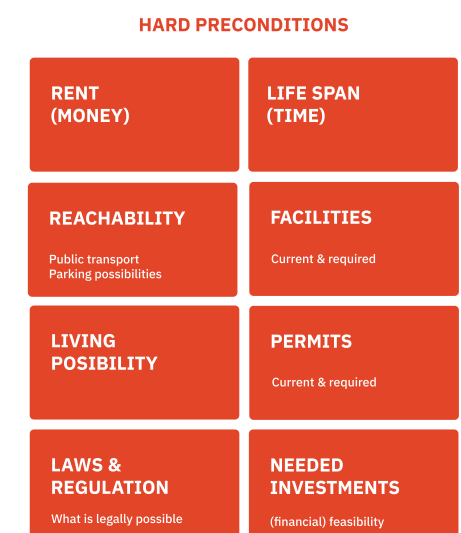 HARD PRECONDITIONS
RENT
(MONEY)
LIFE SPAN
(TIME)
REACHABILITY
Public transport
Parking possibilities
FACILITIES
Current & required
LIVING
POSIBILITY
PERMITS
Current & required
LAWS &
REGULATION
What is legally possible
NEEDED
INVESTMENTS
(financial) feasibility